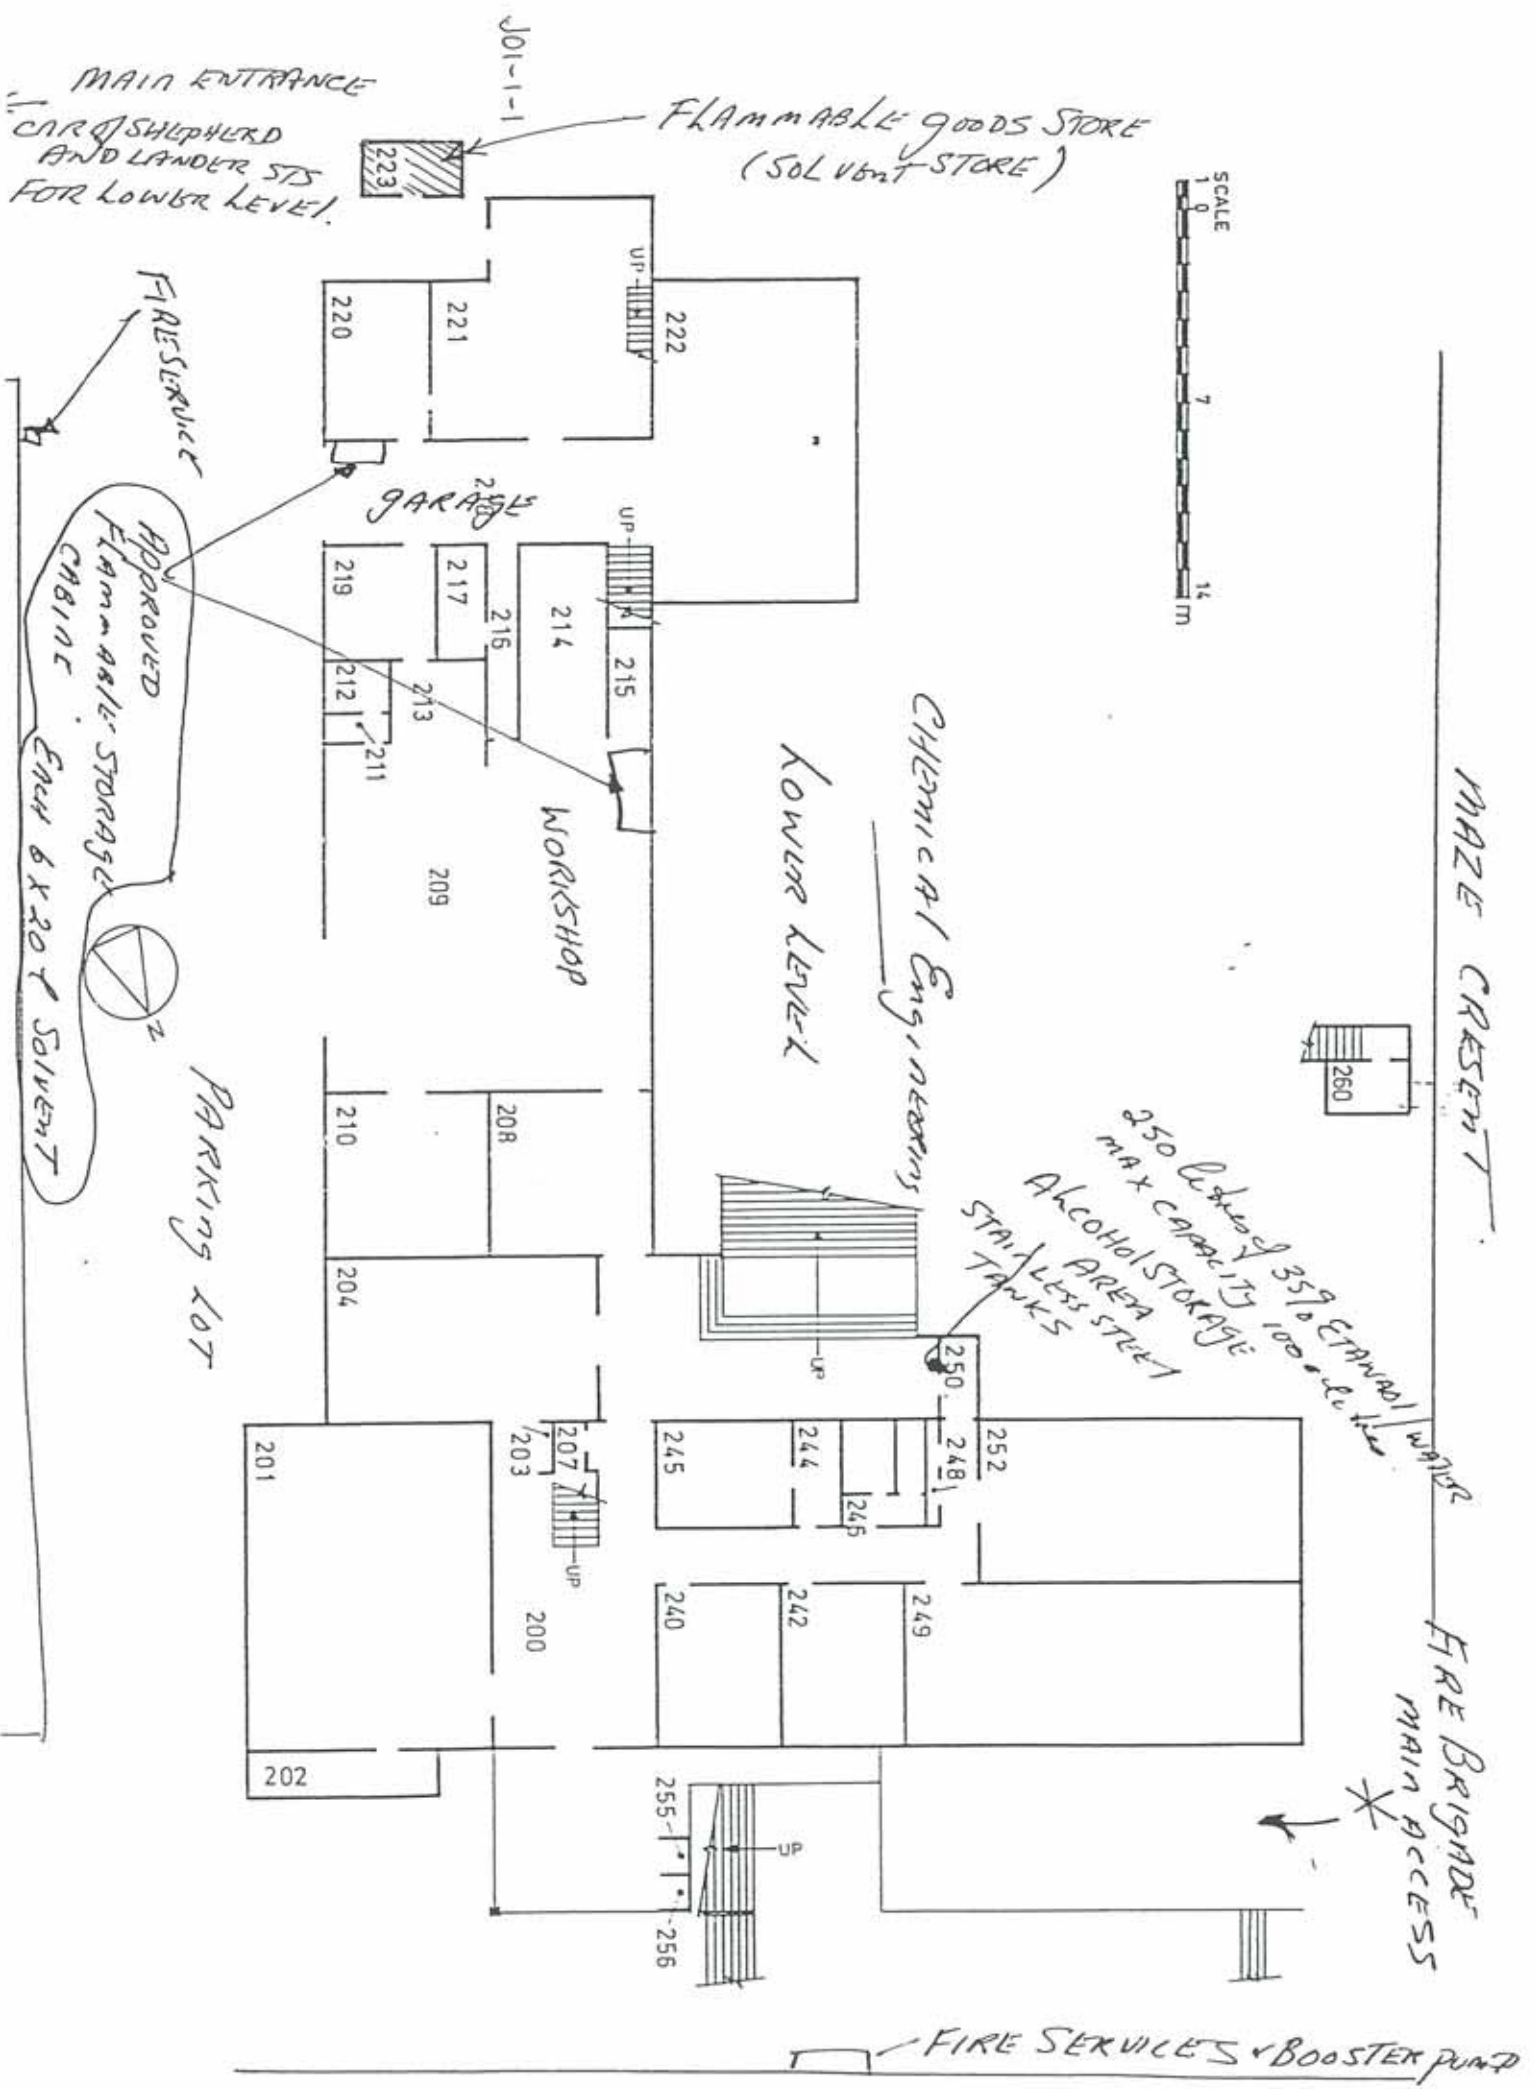 MAIN ENTRANCE
CNR OF SHEPHERD
AND LANDER STS
FOR LOWER LEVEL.
J01-1-1
FLAMMABLE GOODS STORE
(SOLVENT STORE)
SCALE
1 0 7 14 m
223
FIRE SERVICE
220
221
UP
222
GARAGE
UP
APPROVED
FLAMMABLE STORAGE
CABINE.
EACH 6 X 20 l SOLVENT
219
217
216
214
215
212
213
211
209
WORKSHOP
LOWER LEVEL
CHEMICAL Engineering
MAZE CRESENT
260
N
PARKING LOT
210
208
204
UP
250 litres of 35% ETANAOL/WATER
MAX CAPACITY 1000 litres
ALCOHOL STORAGE
AREA
STAINLESS STEEL
TANKS
250
201
203
207
UP
245
244
246
248
252
200
240
242
249
202
255
256
UP
FIRE BRIGADE
MAIN ACCESS
FIRE SERVICES & BOOSTER PUMP